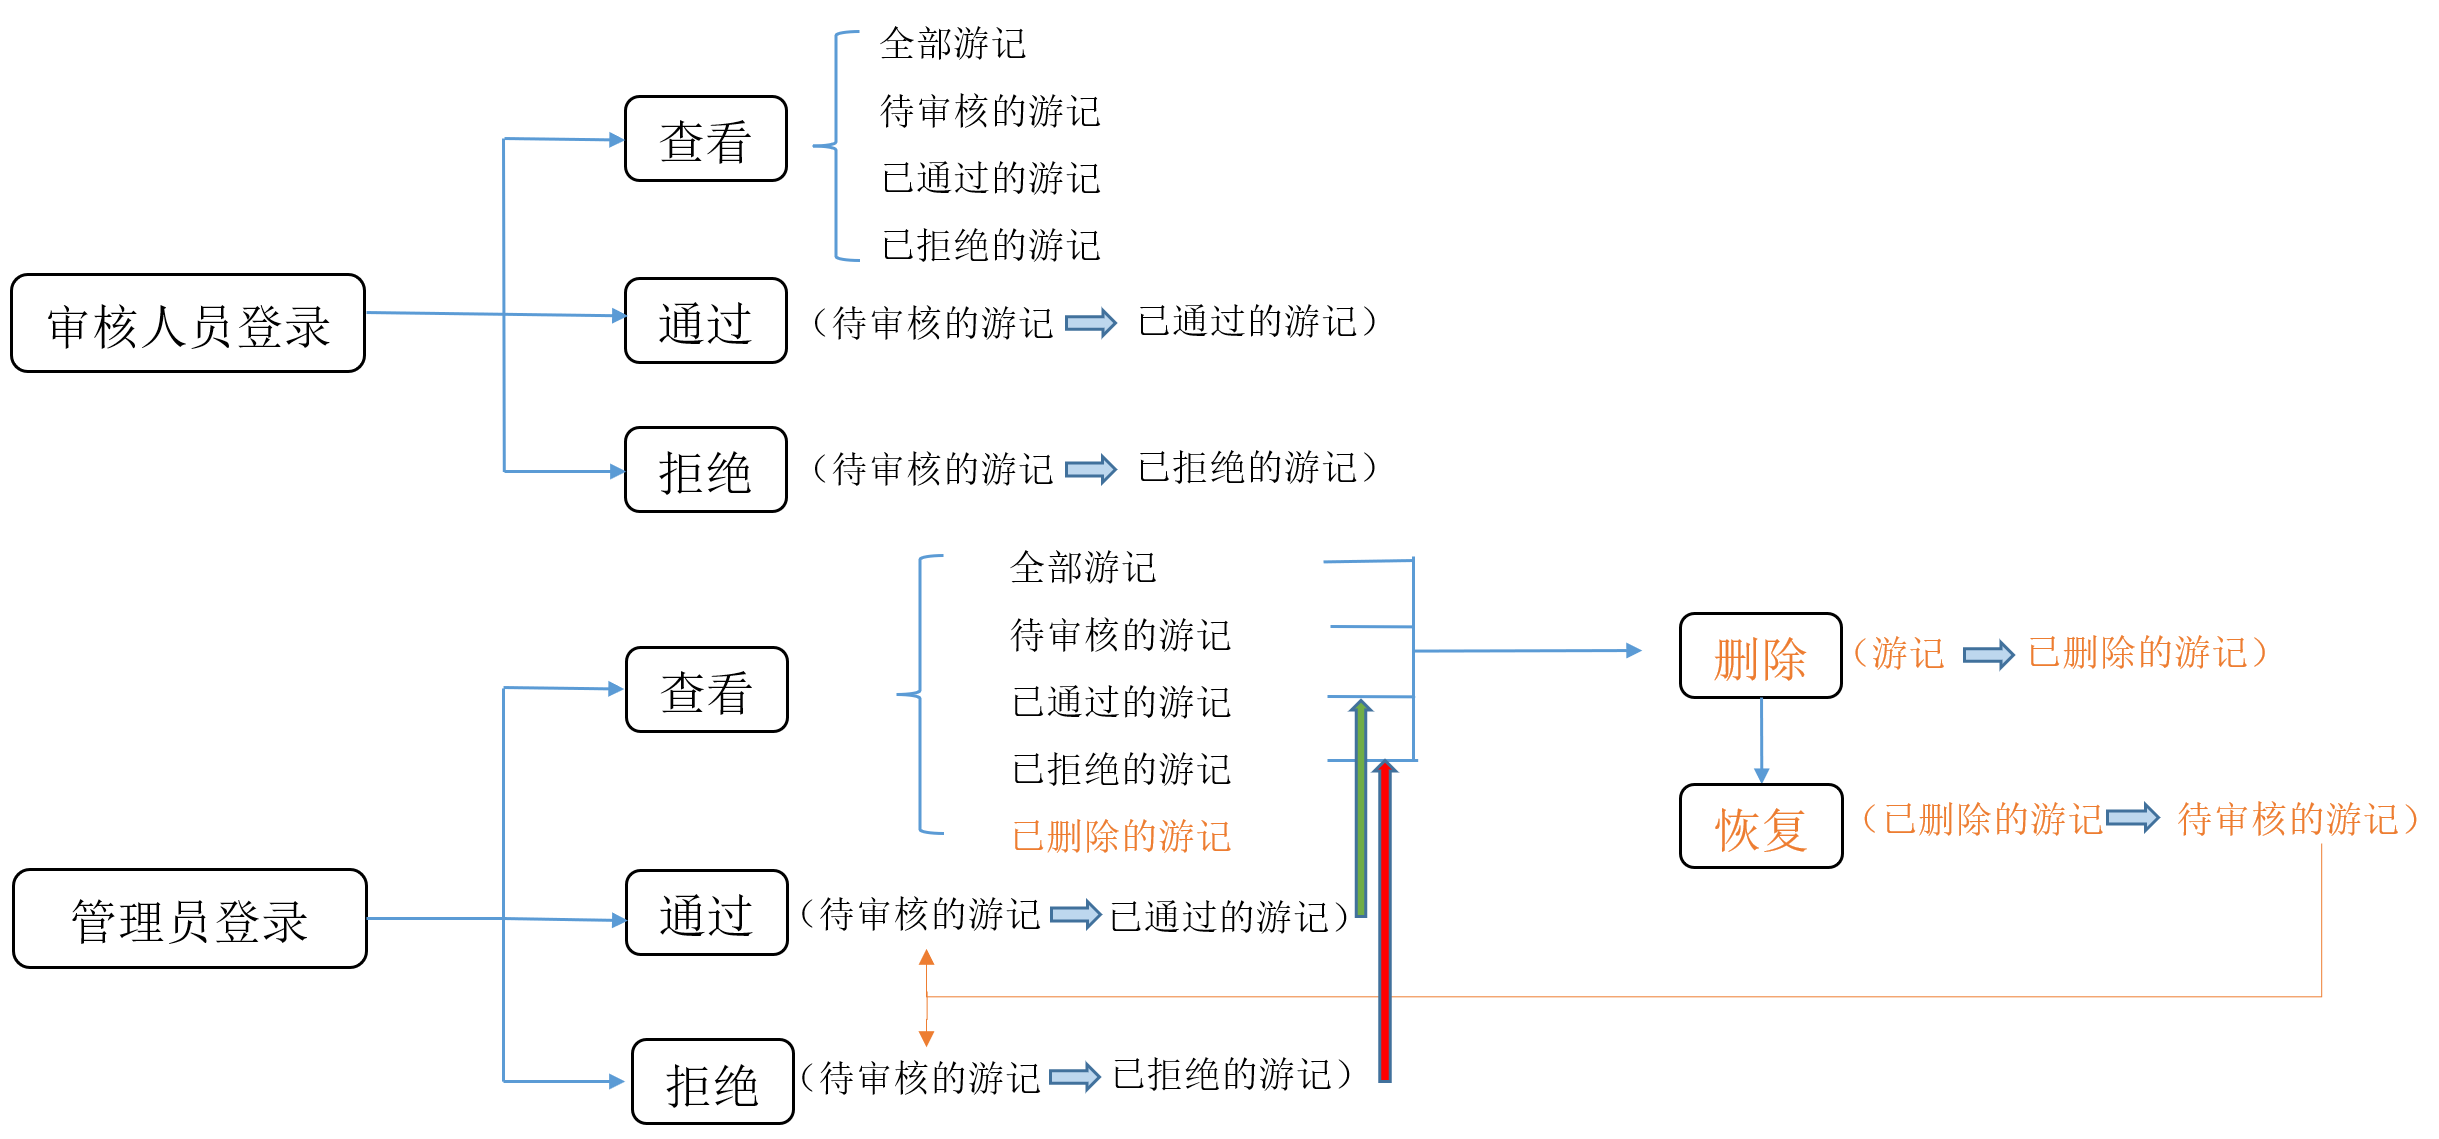 全部游记
待审核的游记
查看
已通过的游记
已拒绝的游记
审核人员登录
通过
（待审核的游记 已通过的游记）
拒绝
（待审核的游记 已拒绝的游记）
全部游记
待审核的游记
查看
已通过的游记
已拒绝的游记
已删除的游记
删除
（游记 已删除的游记）
恢复
（已删除的游记 待审核的游记）
管理员登录
通过
（待审核的游记 已通过的游记）
拒绝
（待审核的游记 已拒绝的游记）